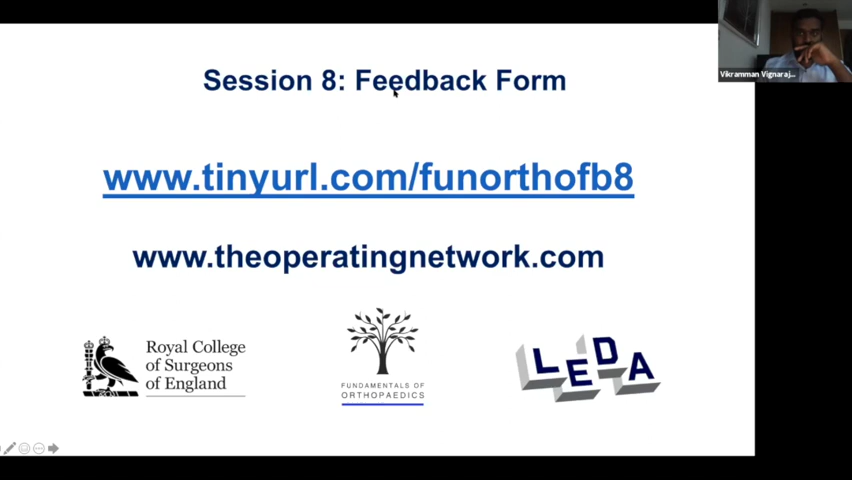 Vikramman Vignaraj...
Session 8: Feedback Form
www.tinyurl.com/funorthofb8
www.theoperatingnetwork.com
Royal College
of Surgeons
of England
FUNDAMENTALS OF
ORTHOPAEDICS
LEDA